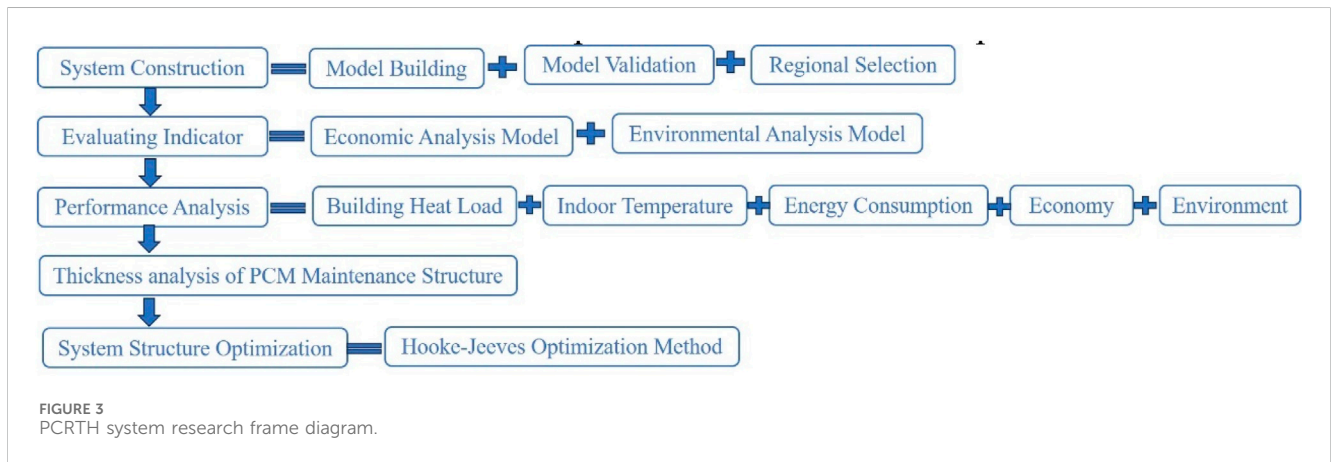 System Construction Model Building Model Validation Regional Selection
Evaluating Indicator Economic Analysis Model Environmental Analysis Model
Performance Analysis Building Heat Load Indoor Temperature Energy Consumption Economy Environment
Thickness analysis of PCM Maintenance Structure
System Structure Optimization Hooke-Jeeves Optimization Method
FIGURE 3
PCRTH system research frame diagram.